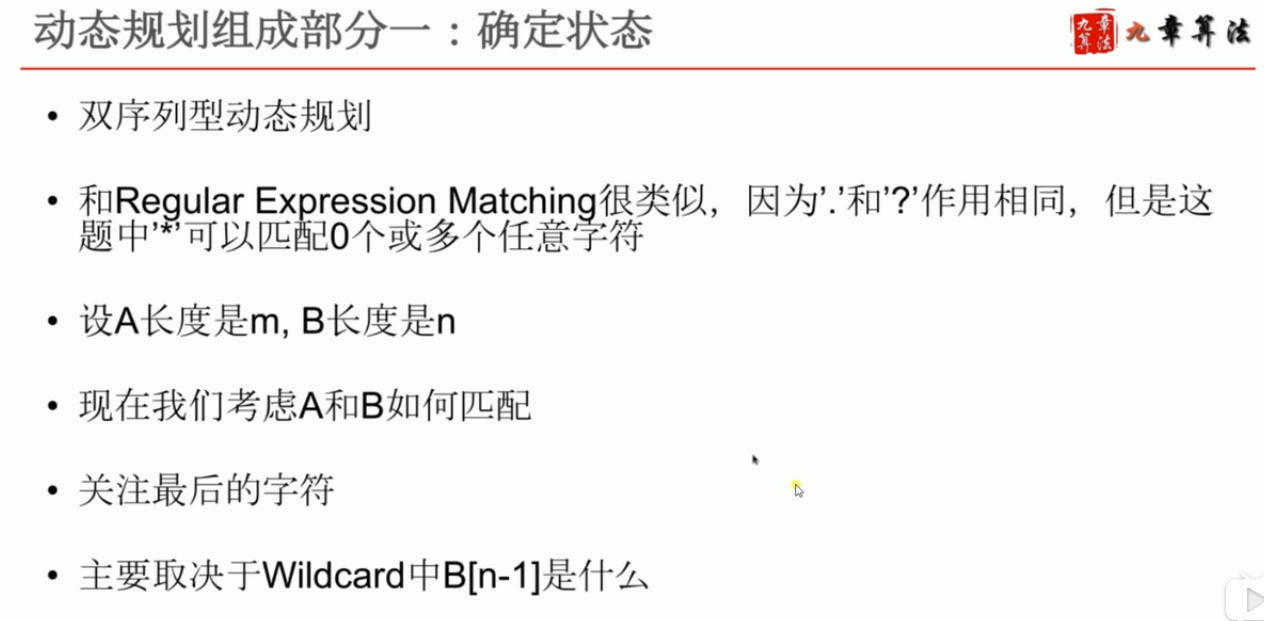 动态规划组成部分一：确定状态
九章算法
九章算法
• 双序列型动态规划
• 和Regular Expression Matching很类似，因为’.’和’?’作用相同，但是这
题中’*’可以匹配0个或多个任意字符
• 设A长度是m, B长度是n
• 现在我们考虑A和B如何匹配
• 关注最后的字符
• 主要取决于Wildcard中B[n-1]是什么